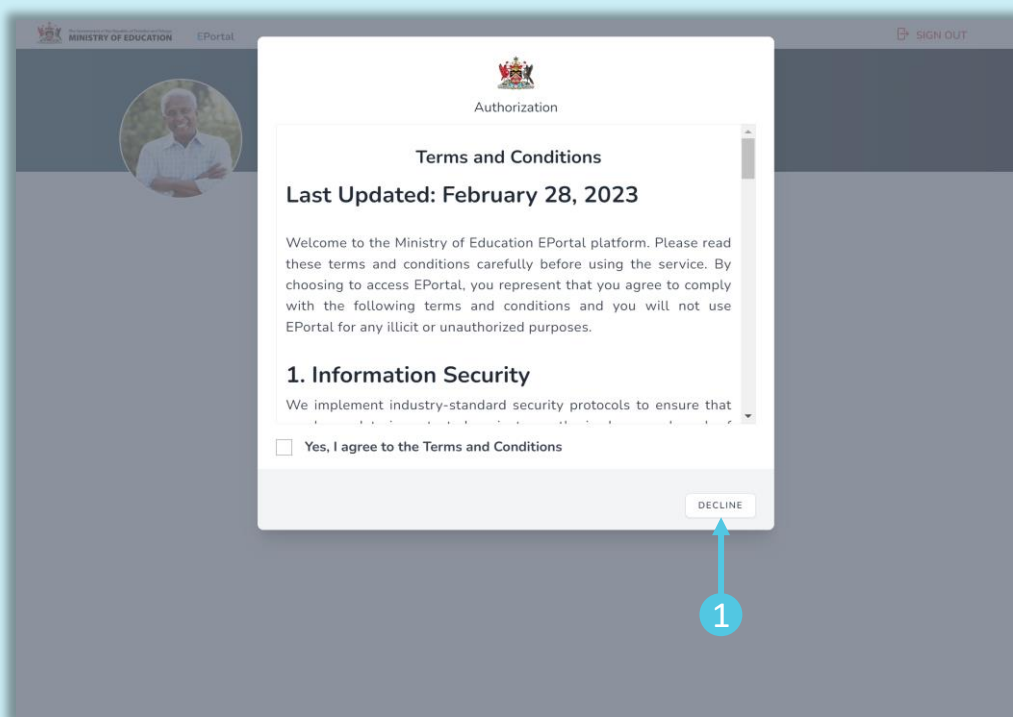 MINISTRY OF EDUCATION
EPortal
SIGN OUT
Authorization
Terms and Conditions
Last Updated: February 28, 2023
Welcome to the Ministry of Education EPortal platform. Please read
these terms and conditions carefully before using the service. By
choosing to access EPortal, you represent that you agree to comply
with the following terms and conditions and you will not use
EPortal for any illicit or unauthorized purposes.
1. Information Security
We implement industry-standard security protocols to ensure that
Yes, I agree to the Terms and Conditions
DECLINE
1